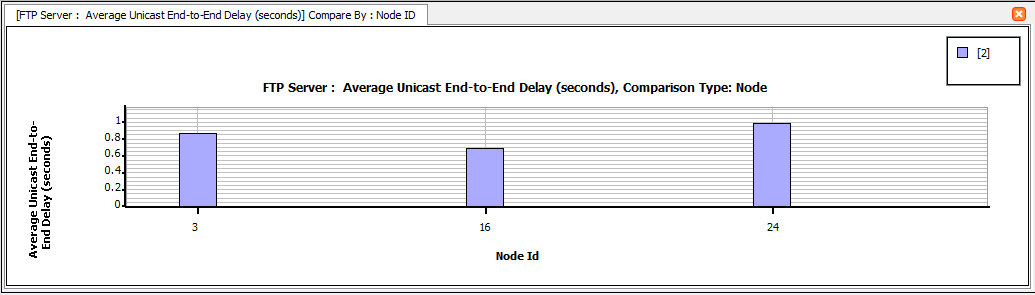 [FTP Server :  Average Unicast End-to-End Delay (seconds)] Compare By : Node ID
[2]
FTP Server :  Average Unicast End-to-End Delay (seconds), Comparison Type: Node
Average Unicast End-to-
End Delay (seconds)
1
0.8
0.6
0.4
0.2
0
3
16
24
Node Id